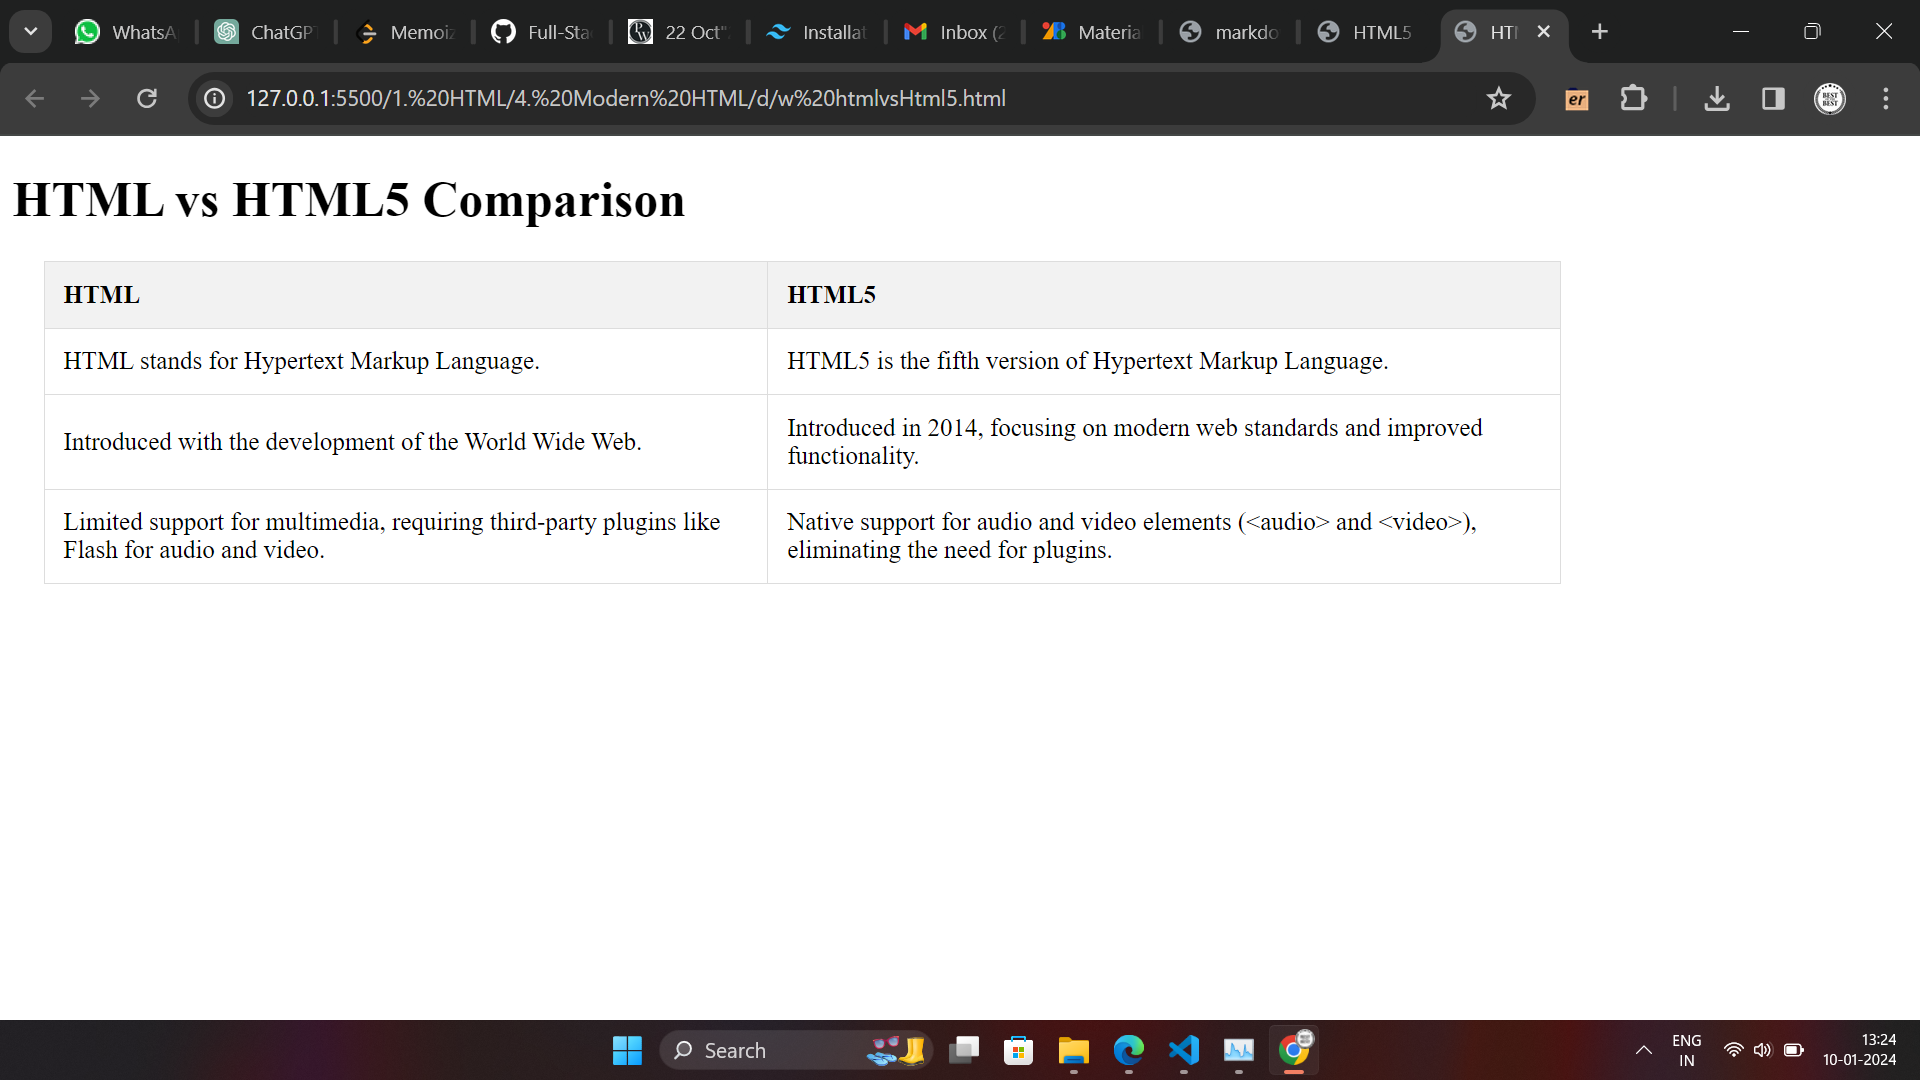 WhatsA
ChatGPT
Memoiz
Full-Sta
22 Oct'
Installat
Inbox (2
Materia
markdo
HTML5
HT
127.0.0.1:5500/1.%20HTML/4.%20Modern%20HTML/d/w%20htmlvsHtml5.html
er
BEST
BEST
HTML vs HTML5 Comparison
HTML
HTML5
HTML stands for Hypertext Markup Language.
HTML5 is the fifth version of Hypertext Markup Language.
Introduced with the development of the World Wide Web.
Introduced in 2014, focusing on modern web standards and improved
functionality.
Limited support for multimedia, requiring third-party plugins like
Flash for audio and video.
Native support for audio and video elements (<audio> and <video>),
eliminating the need for plugins.
Search
ENG
IN
13:24
10-01-2024